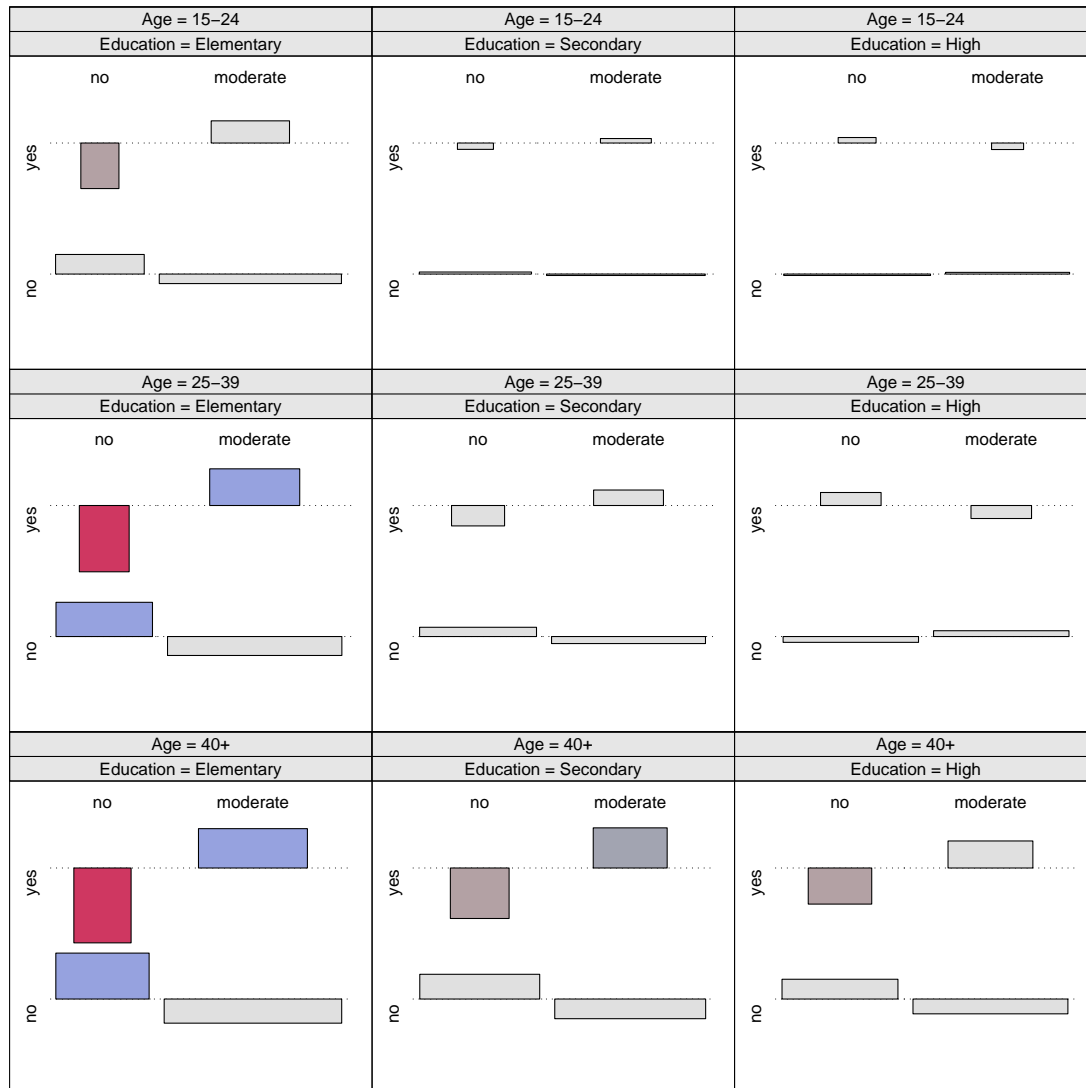 Age = 15−24
Education = Elementary
no moderate
yes
no
Age = 15−24
Education = Secondary
no moderate
yes
no
Age = 15−24
Education = High
no moderate
yes
no
Age = 25−39
Education = Elementary
no moderate
yes
no
Age = 25−39
Education = Secondary
no moderate
yes
no
Age = 25−39
Education = High
no moderate
yes
no
Age = 40+
Education = Elementary
no moderate
yes
no
Age = 40+
Education = Secondary
no moderate
yes
no
Age = 40+
Education = High
no moderate
yes
no